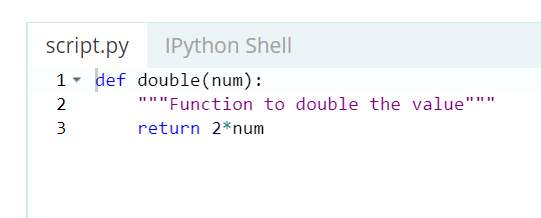 script.py IPython Shell
1 def double(num):
2 """Function to double the value"""
3 return 2*num